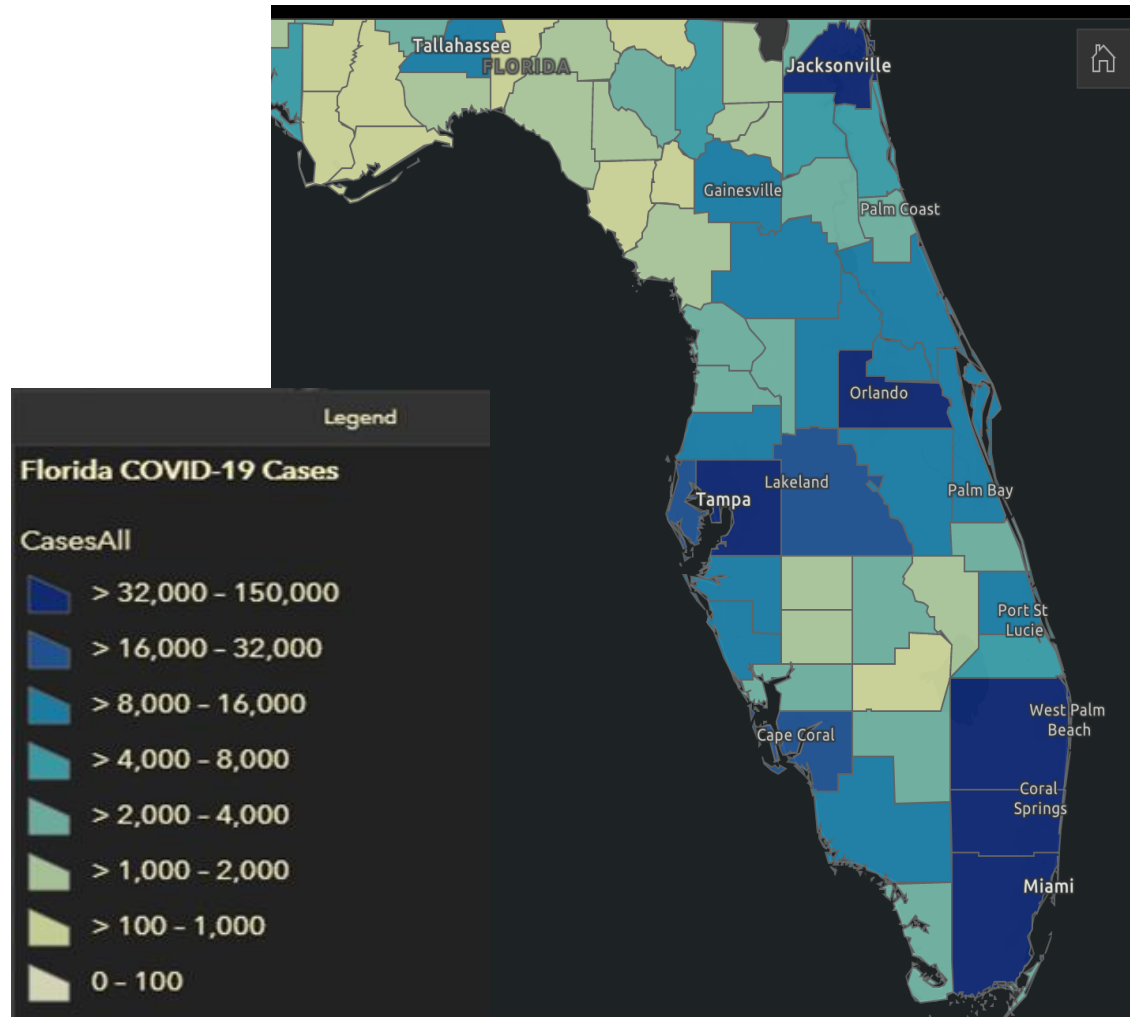 Tallahassee
FLORIDA
Jacksonville
Gainesville
Palm Coast
Orlando
Lakeland
Tampa
Palm Bay
Port St
Lucie
West Palm
Beach
Cape Coral
Coral
Springs
Miami
Legend
Florida COVID-19 Cases
CasesAll
> 32,000 – 150,000
> 16,000 – 32,000
> 8,000 – 16,000
> 4,000 – 8,000
> 2,000 – 4,000
> 1,000 – 2,000
> 100 – 1,000
0 – 100